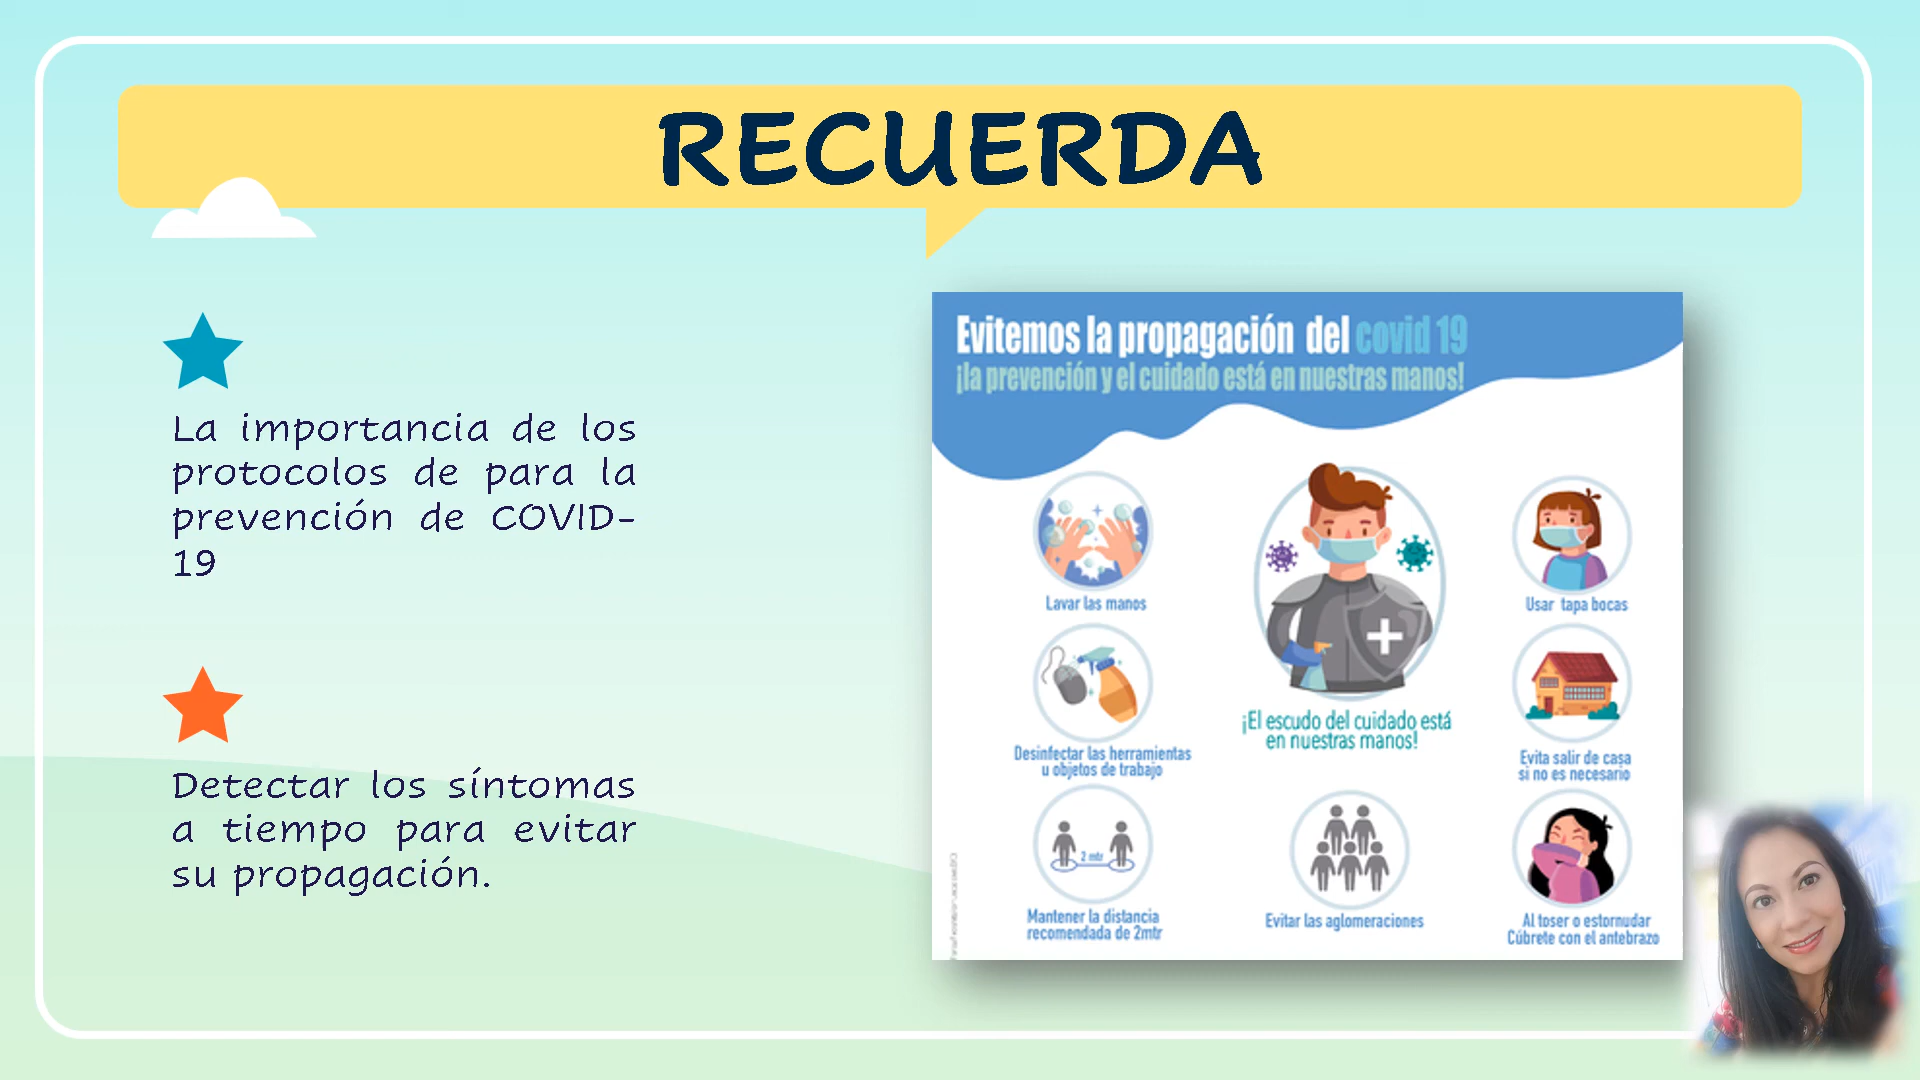 RECUERDA
La importancia de los
protocolos de para la
prevención de COVID-
19
Detectar los síntomas
a tiempo para evitar
su propagación.
Evitemos la propagación del covid 19
¡la prevención y el cuidado está en nuestras manos!
Lavar las manos
Usar tapa bocas
Desinfectar las herramientas
u objetos de trabajo
¡El escudo del cuidado está
en nuestras manos!
Evita salir de casa
si no es necesario
2 mtr
Mantener la distancia
recomendada de 2mtr
Evitar las aglomeraciones
Al toser o estornudar
Cúbrete con el antebrazo